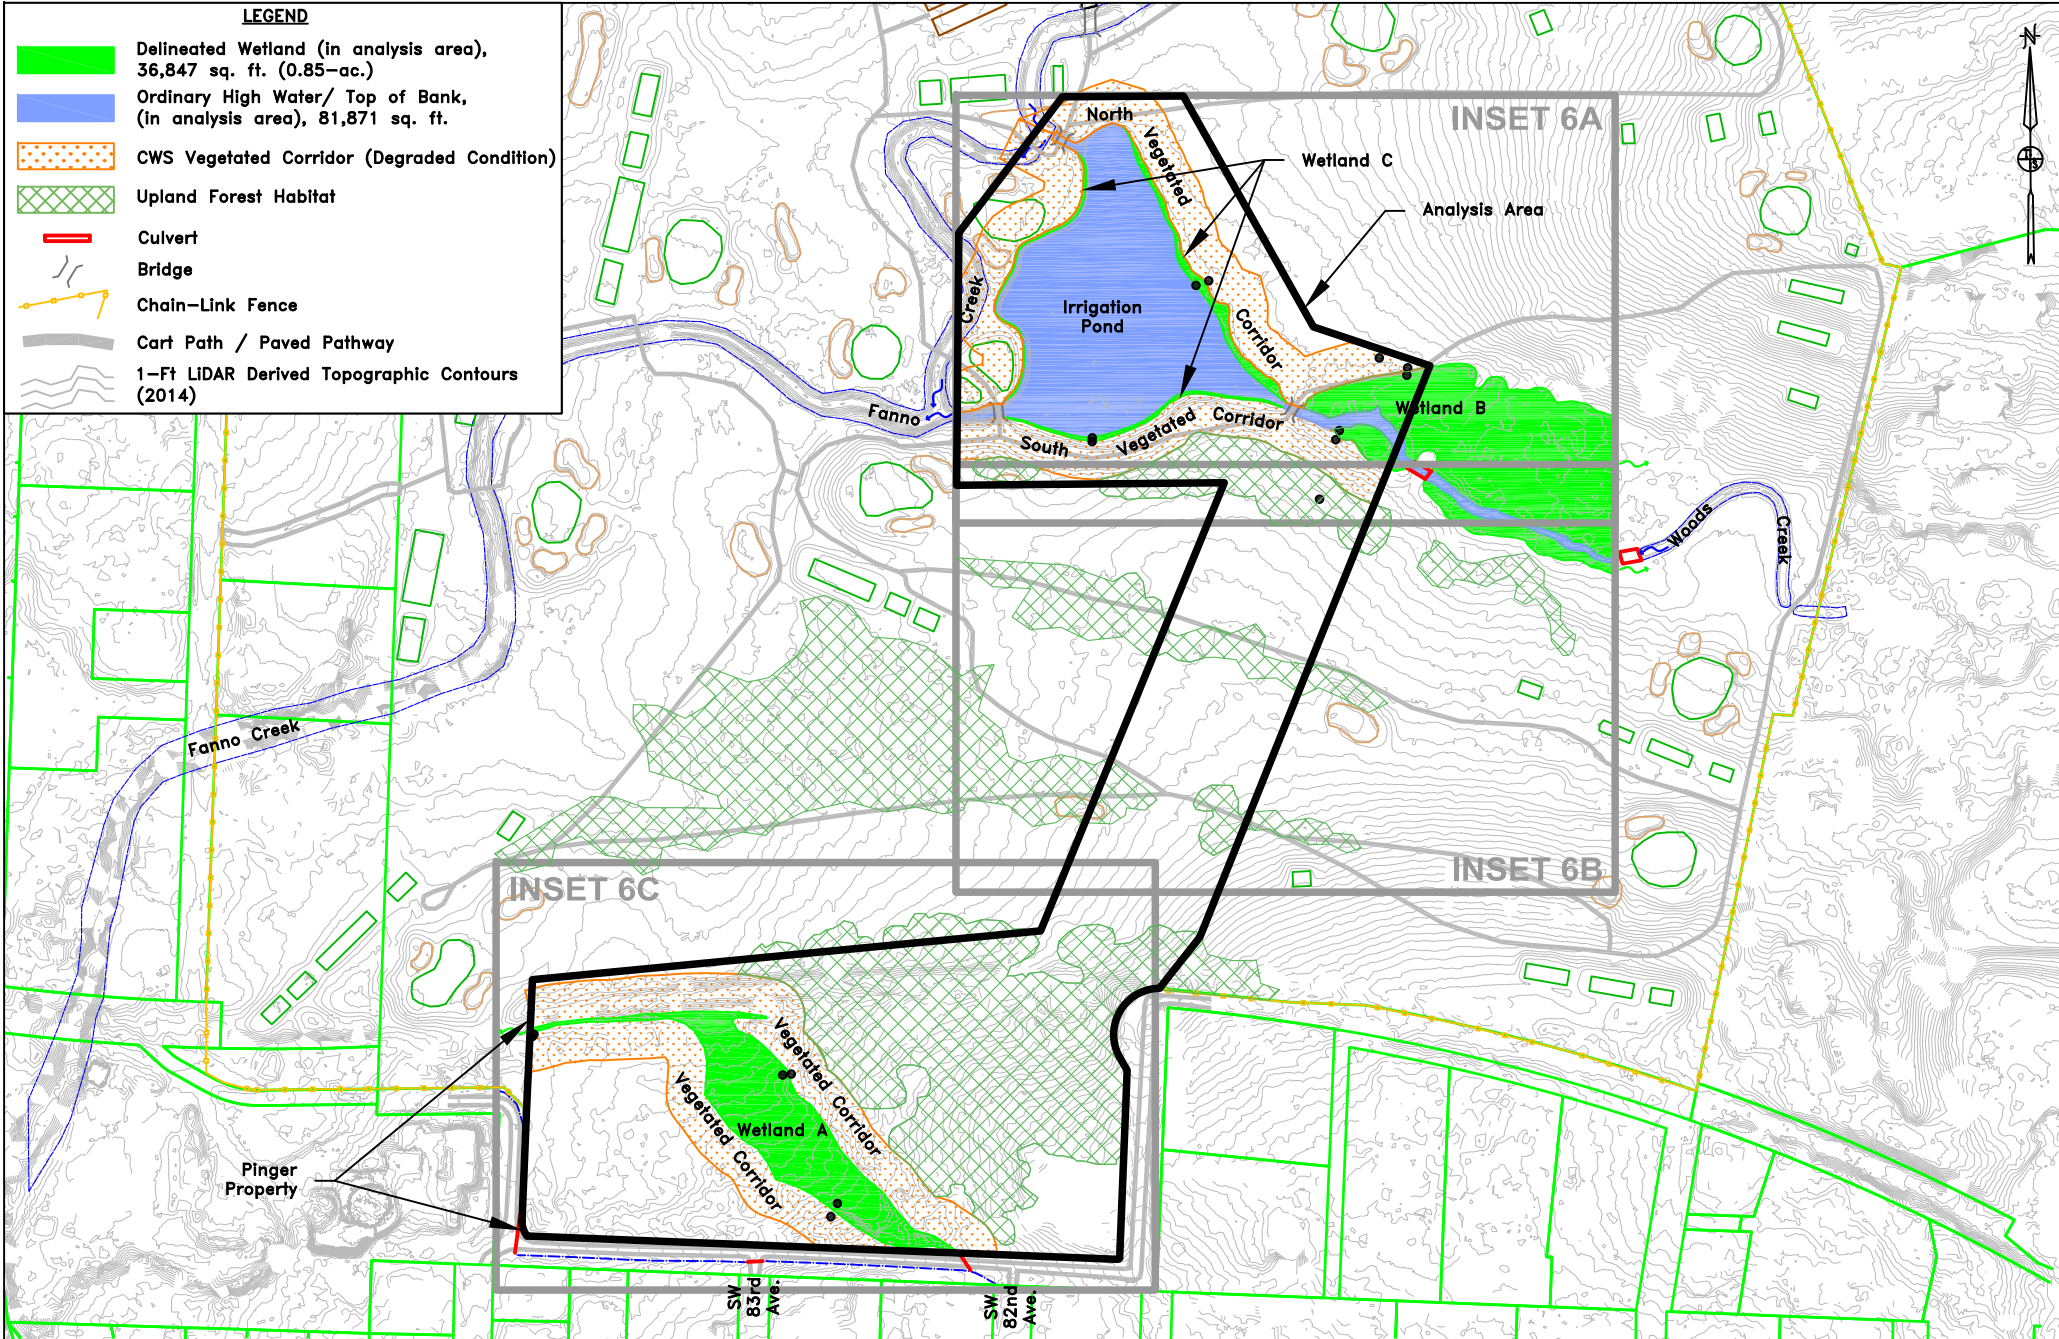 LEGEND
Delineated Wetland (in analysis area),
36,847 sq. ft. (0.85-ac.)
Ordinary High Water/ Top of Bank,
(in analysis area), 81,871 sq. ft.
CWS Vegetated Corridor (Degraded Condition)
Upland Forest Habitat
Culvert
Bridge
Chain-Link Fence
Cart Path / Paved Pathway
1-Ft LiDAR Derived Topographic Contours
(2014)
N
INSET 6A
North
Vegetated
Corridor
Wetland C
Analysis Area
Irrigation
Pond
Creek
Fanno
South
Vegetated
Corridor
Wetland B
Woods
Creek
Fanno Creek
INSET 6B
INSET 6C
Vegetated Corridor
Vegetated Corridor
Wetland A
Pinger
Property
SW
83rd
Ave.
SW
82nd
Ave.